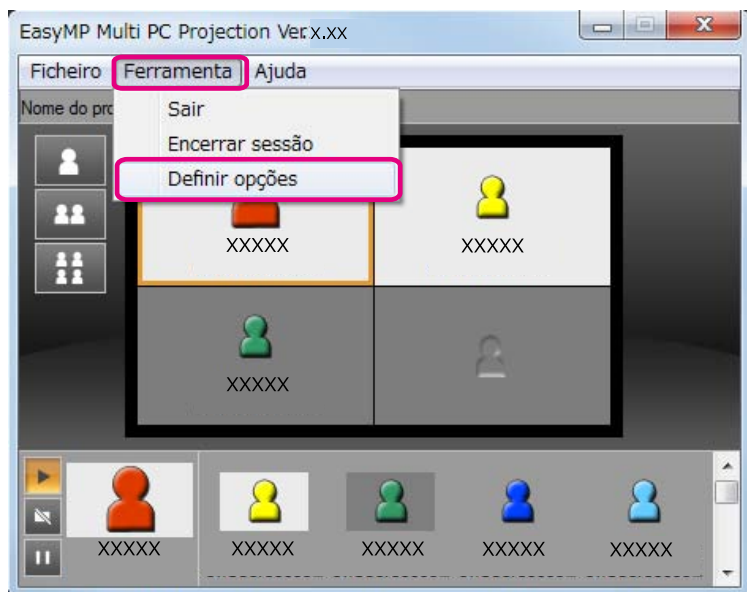 EasyMP Multi PC Projection Ver. x.xx
Ficheiro Ferramenta Ajuda
Nome do
Sair
Encerrar sessão
Definir opções
XXXXX XXXXX
XXXXX
XXXXX XXXXX XXXXX XXXXX XXXXX